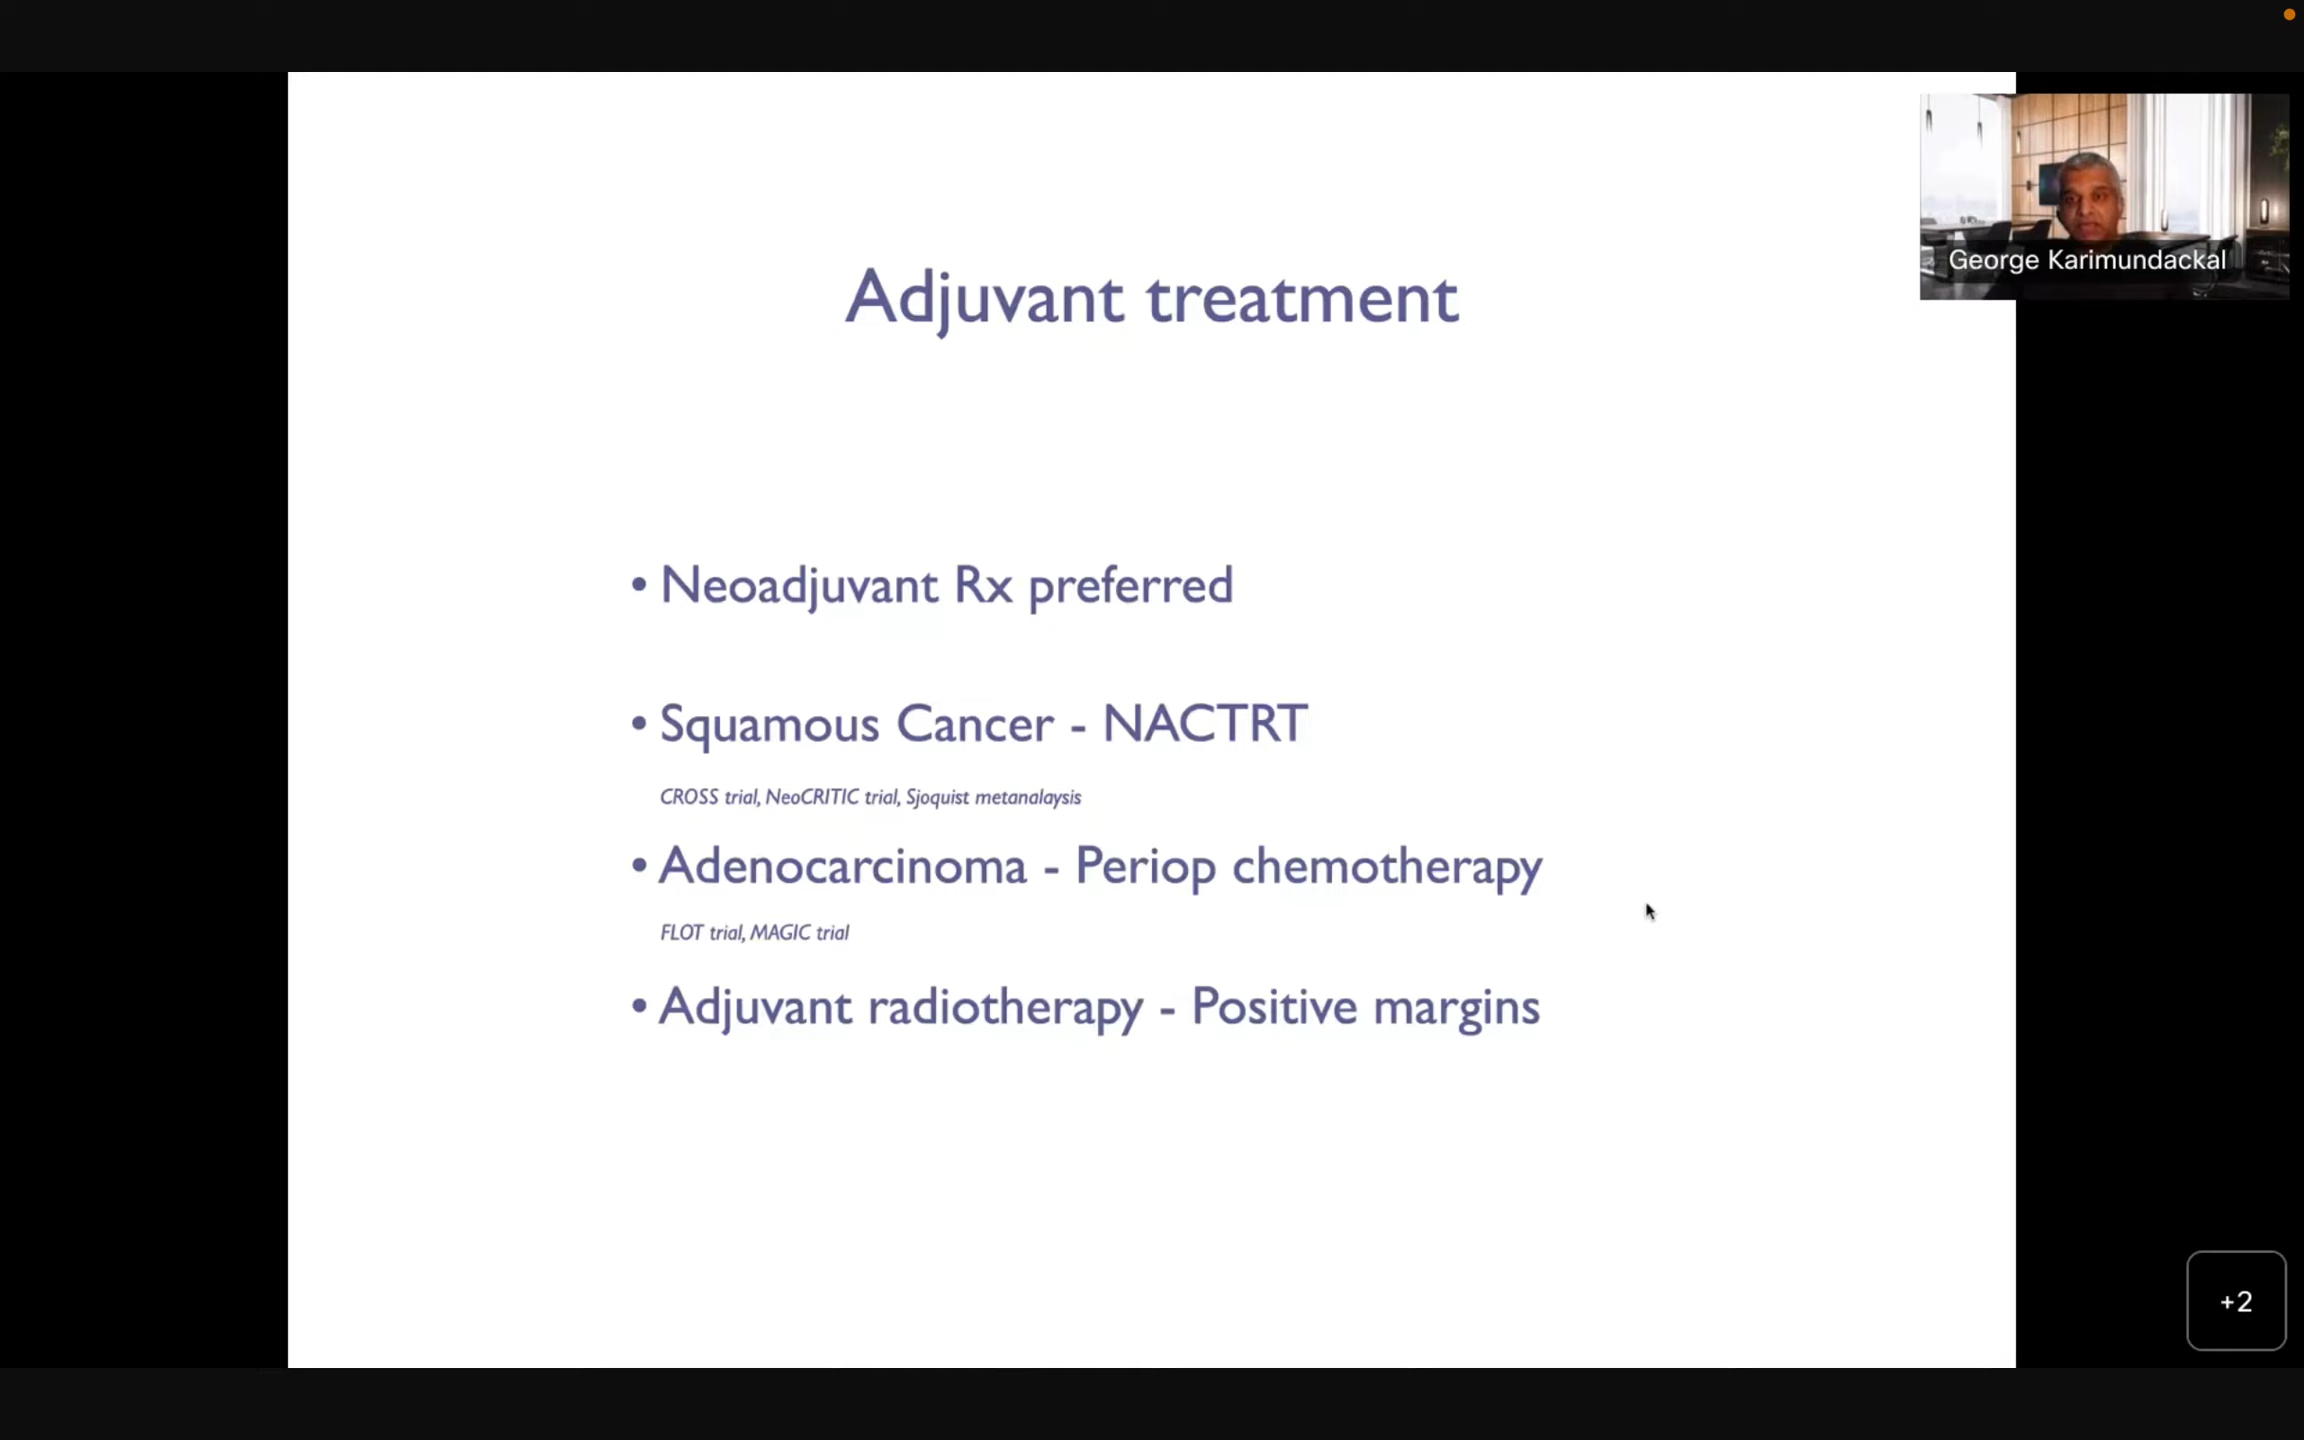 Adjuvant treatment
George Karimundackal
• Neoadjuvant Rx preferred
• Squamous Cancer - NACTRT
CROSS trial, NeoCRITIC trial, Sjoquist metanalaysis
• Adenocarcinoma - Periop chemotherapy
FLOT trial, MAGIC trial
• Adjuvant radiotherapy - Positive margins
+2